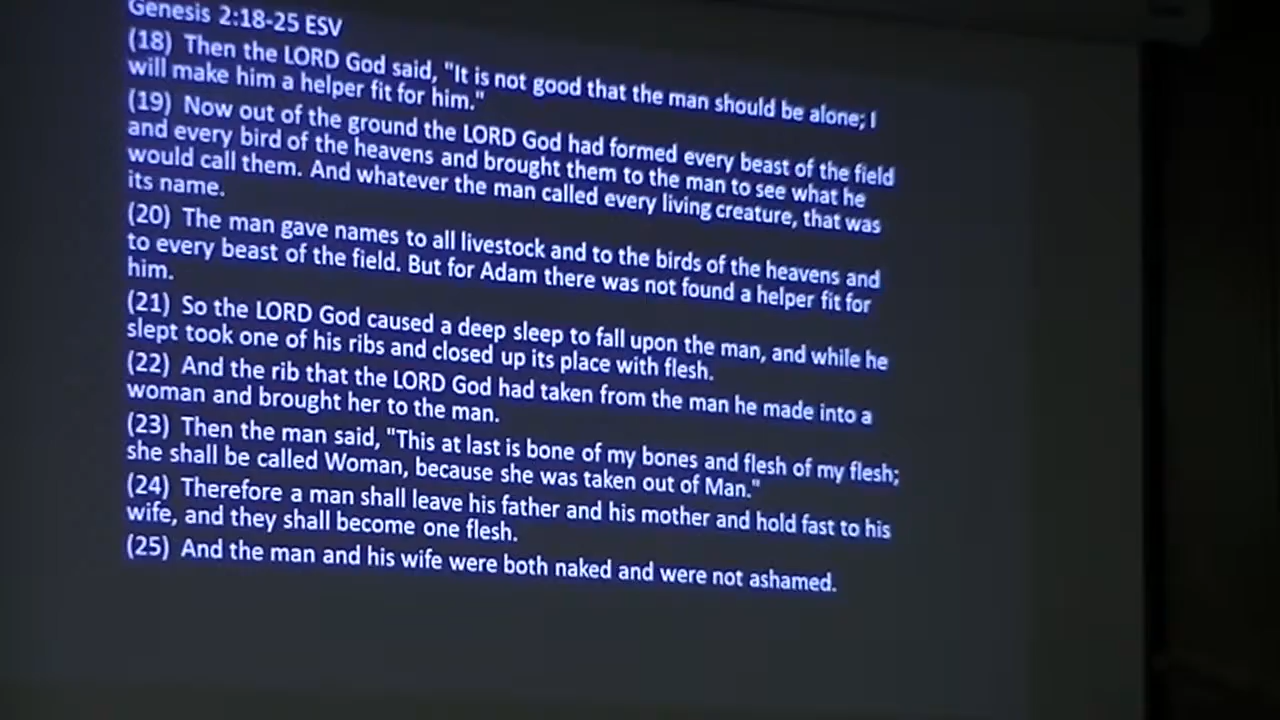 Genesis 2:18-25 ESV
(18) Then the LORD God said, "It is not good that the man should be alone; I
will make him a helper fit for him."
(19) Now out of the ground the LORD God had formed every beast of the field
and every bird of the heavens and brought them to the man to see what he
would call them. And whatever the man called every living creature, that was
its name.
(20) The man gave names to all livestock and to the birds of the heavens and
to every beast of the field. But for Adam there was not found a helper fit for
him.
(21) So the LORD God caused a deep sleep to fall upon the man, and while he
slept took one of his ribs and closed up its place with flesh.
(22) And the rib that the LORD God had taken from the man he made into a
woman and brought her to the man.
(23) Then the man said, "This at last is bone of my bones and flesh of my flesh;
she shall be called Woman, because she was taken out of Man."
(24) Therefore a man shall leave his father and his mother and hold fast to his
wife, and they shall become one flesh.
(25) And the man and his wife were both naked and were not ashamed.